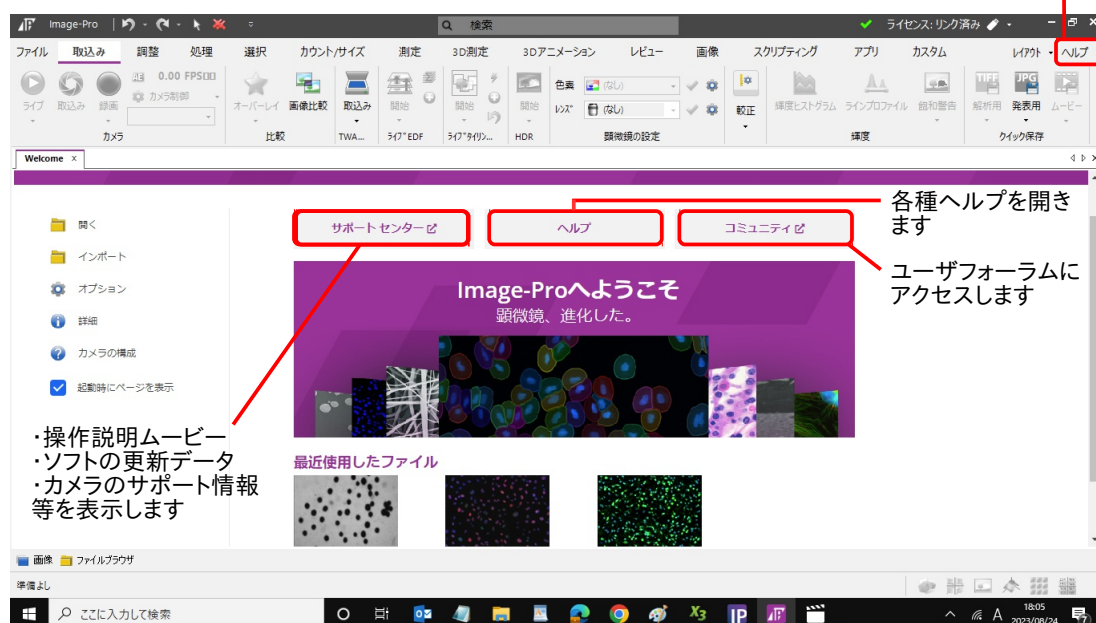 Image-Pro
検索
ライセンス: リンク済み
ファイル 取込み 調整 処理 選択 カウント/サイズ 測定 3D測定 3Dアニメーション レビュー 画像 スクリプティング アプリ カスタム レイアウト ヘルプ
0.00 FPS
カメラ制御
ライブ 取込み 録画 オーバーレイ 画像比較 取込み 開始 開始 開始 色素 (なし) 較正 輝度ヒストグラム ラインプロファイル 飽和警告 解析用 発表用 ムービー
レンズ (なし)
TIFF JPG
カメラ 比較 TWA... ライブEDF ライブタイリン... HDR 顕微鏡の設定 輝度 クイック保存
Welcome
開く
インポート
オプション
詳細
カメラの構成
起動時にページを表示
サポート センター ヘルプ コミュニティ
各種ヘルプを開き
ます
ユーザフォーラムに
アクセスします
Image-Proへようこそ
顕微鏡、進化した。
・操作説明ムービー
・ソフトの更新データ
・カメラのサポート情報
等を表示します
最近使用したファイル
画像 ファイルブラウザ
準備よし
ここに入力して検索
X3 IP
A
18:05
2023/08/24
7